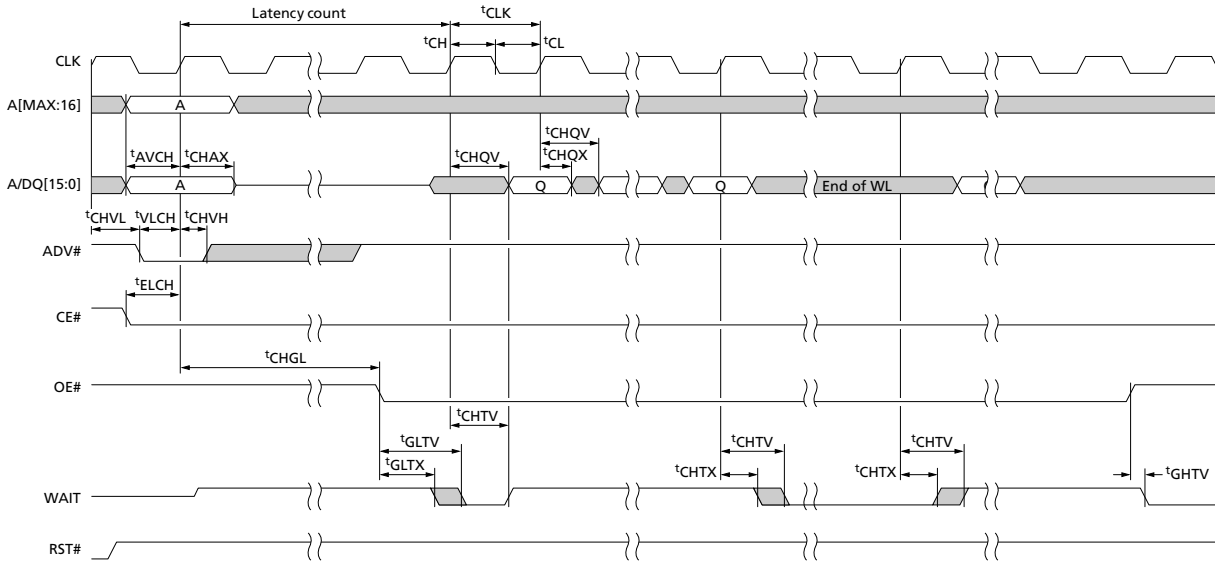 Latency count
tCLK
tCH
tCL
CLK
A[MAX:16]
A
tAVCH
tCHAX
tCHQV
tCHQV
tCHQX
A/DQ[15:0]
A
Q
Q
End of WL
tCHVL
tVLCH
tCHVH
ADV#
tELCH
CE#
tCHGL
OE#
tCHTV
tGLTV
tGLTX
tCHTV
tCHTX
tCHTV
tCHTX
tGHTV
WAIT
RST#